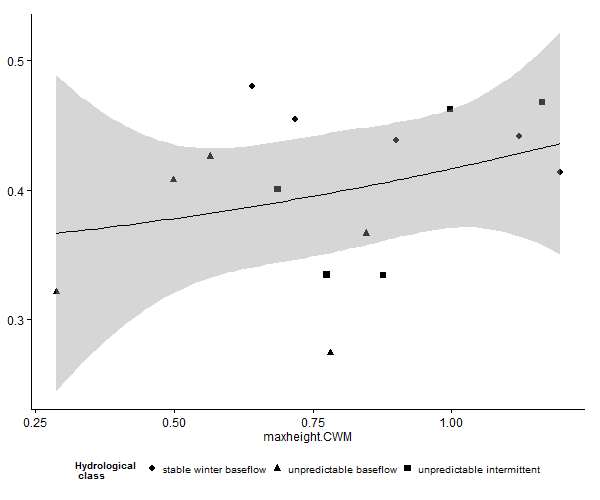 0.5
0.4
0.3
0.25 0.50 0.75 1.00
maxheight.CWM
Hydrological
class
stable winter baseflow unpredictable baseflow unpredictable intermittent